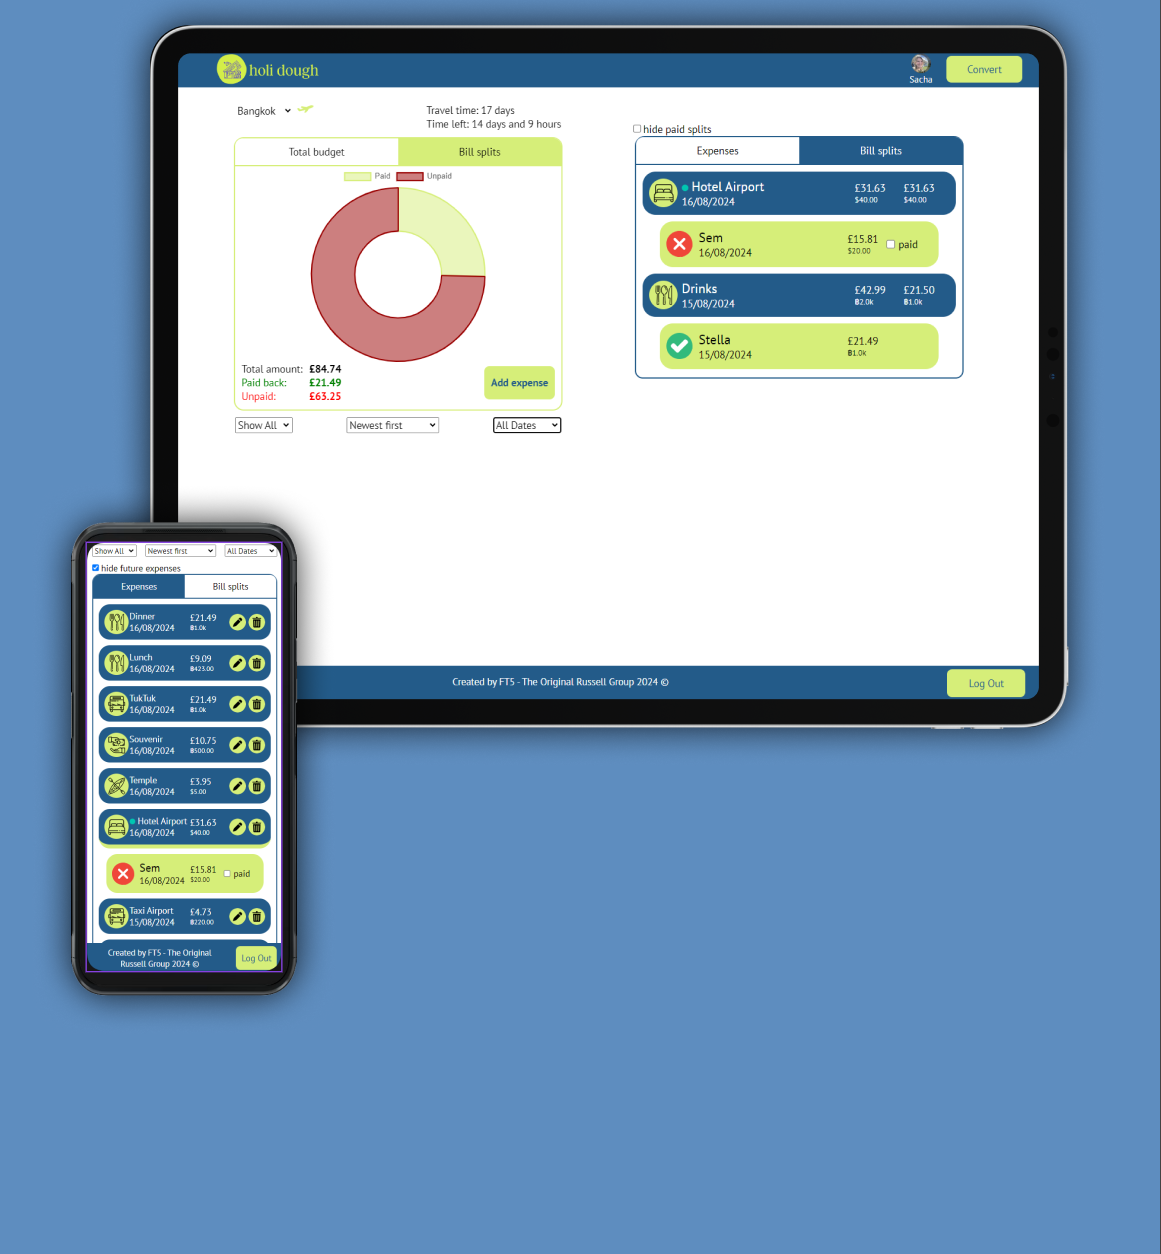 holi dough
Sacha
Convert
Bangkok
Travel time: 17 days
Time left: 14 days and 9 hours
Total budget
Bill splits
Paid
Unpaid
Total amount: £84.74
Paid back: £21.49
Unpaid: £63.25
Add expense
Show All
Newest first
All Dates
hide paid splits
Expenses
Bill splits
Hotel Airport
16/08/2024
£31.63
$40.00
£31.63
$40.00
Sem
16/08/2024
£15.81
$20.00
paid
Drinks
15/08/2024
£42.99
฿2.0k
£21.50
฿1.0k
Stella
15/08/2024
£21.49
฿1.0k
Created by FT5 - The Original Russell Group 2024 ©
Log Out
Show All
Newest first
All Dates
hide future expenses
Expenses
Bill splits
Dinner
16/08/2024
£21.49
฿1.0k
Lunch
16/08/2024
£9.09
฿423.00
TukTuk
16/08/2024
£21.49
฿1.0k
Souvenir
16/08/2024
£10.75
฿500.00
Temple
16/08/2024
£3.95
$5.00
Hotel Airport
16/08/2024
£31.63
$40.00
Sem
16/08/2024
£15.81
$20.00
paid
Taxi Airport
15/08/2024
£4.73
฿220.00
Created by FT5 - The Original
Russell Group 2024 ©
Log Out